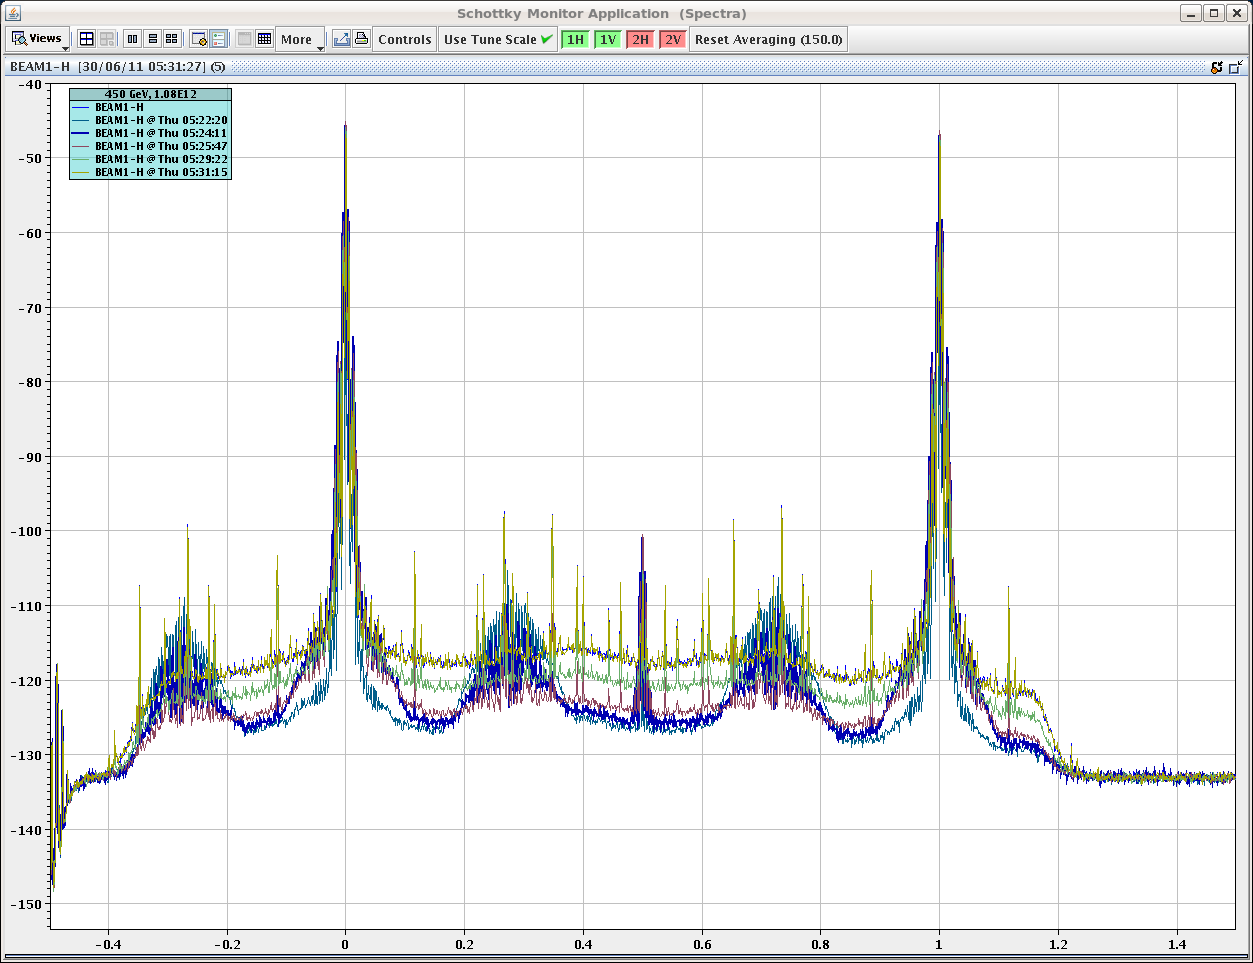 Schottky Monitor Application (Spectra)
Views More Controls Use Tune Scale 1H 1V 2H 2V Reset Averaging (150.0)
BEAM1-H [30/06/11 05:31:27] (5)
450 GeV, 1.08E12
BEAM1-H
BEAM1-H @ Thu 05:22:20
BEAM1-H @ Thu 05:24:11
BEAM1-H @ Thu 05:25:47
BEAM1-H @ Thu 05:29:22
BEAM1-H @ Thu 05:31:15
-40
-50
-60
-70
-80
-90
-100
-110
-120
-130
-140
-150
-0.4 -0.2 0 0.2 0.4 0.6 0.8 1 1.2 1.4